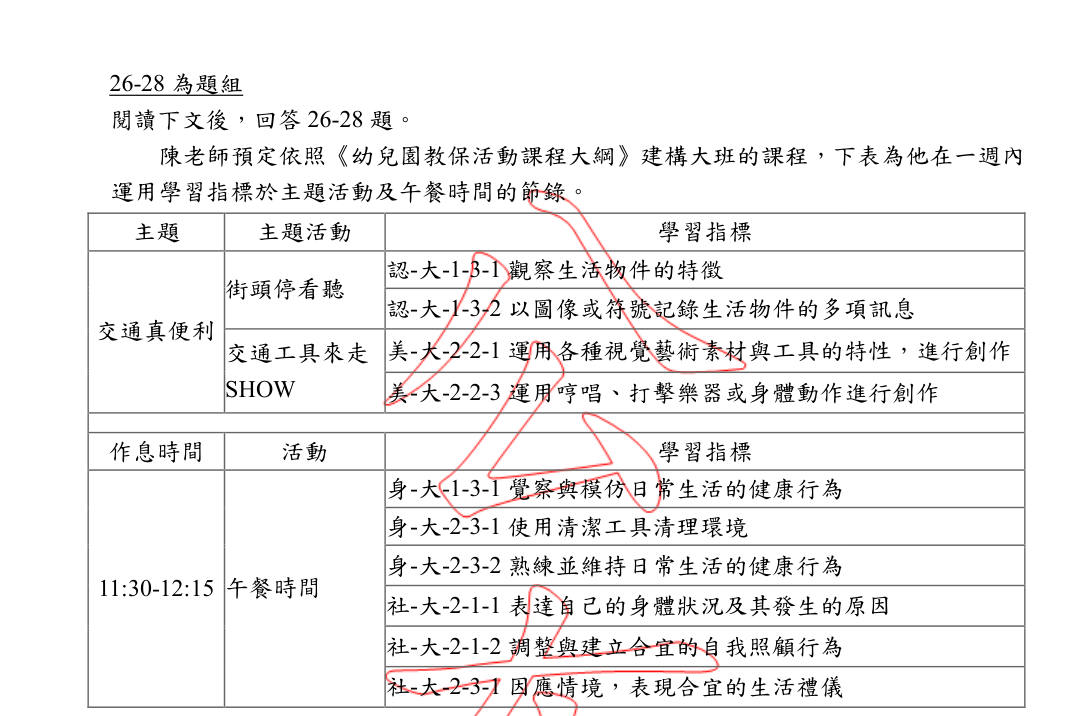 26-28 為題組
閱讀下文後，回答 26-28 題。
陳老師預定依照《幼兒園教保活動課程大綱》建構大班的課程，下表為他在一週內
運用學習指標於主題活動及午餐時間的節錄。
主題 主題活動 學習指標
交通真便利
街頭停看聽
認-大-1-3-1 觀察生活物件的特徵
認-大-1-3-2 以圖像或符號記錄生活物件的多項訊息
交通工具來走
SHOW
美-大-2-2-1 運用各種視覺藝術素材與工具的特性，進行創作
美-大-2-2-3 運用哼唱、打擊樂器或身體動作進行創作
作息時間 活動 學習指標
11:30-12:15 午餐時間
身-大-1-3-1 覺察與模仿日常生活的健康行為
身-大-2-3-1 使用清潔工具清理環境
身-大-2-3-2 熟練並維持日常生活的健康行為
社-大-2-1-1 表達自己的身體狀況及其發生的原因
社-大-2-1-2 調整與建立合宜的自我照顧行為
社-大-2-3-1 因應情境，表現合宜的生活禮儀